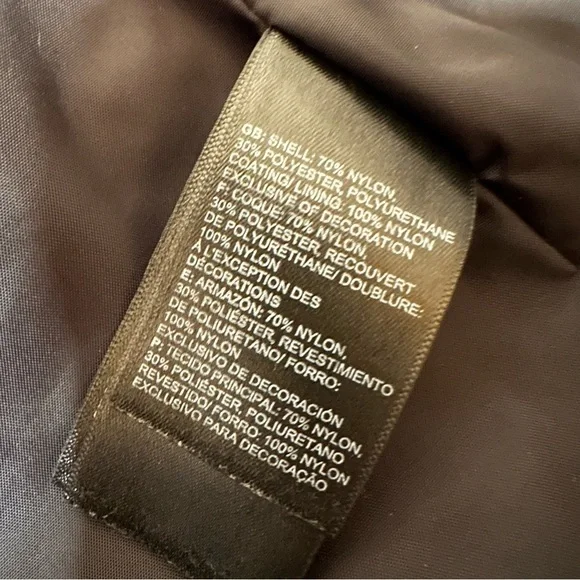 GB: SHELL: 70% NYLON,
30% POLYESTER, POLYURETHANE
COATING/ LINING: 100% NYLON
EXCLUSIVE OF DECORATION
F: COQUE: 70% NYLON
30% POLYESTER, RECOUVERT
DE POLYURÉTHANE/ DOUBLURE:
100% NYLON
À L'EXCEPTION DES
DÉCORATIONS
E: ARMAZÓN: 70% NYLON,
30% POLIÉSTER, REVESTIMIENTO
DE POLIURETANO/ FORRO:
100% NYLON
EXCLUSIVO DE DECORACIÓN
P: TECIDO PRINCIPAL: 70% NYLON,
30% POLIÉSTER, POLIURETANO
REVESTIDO/ FORRO: 100% NYLON
EXCLUSIVO PARA DECORAÇÃO